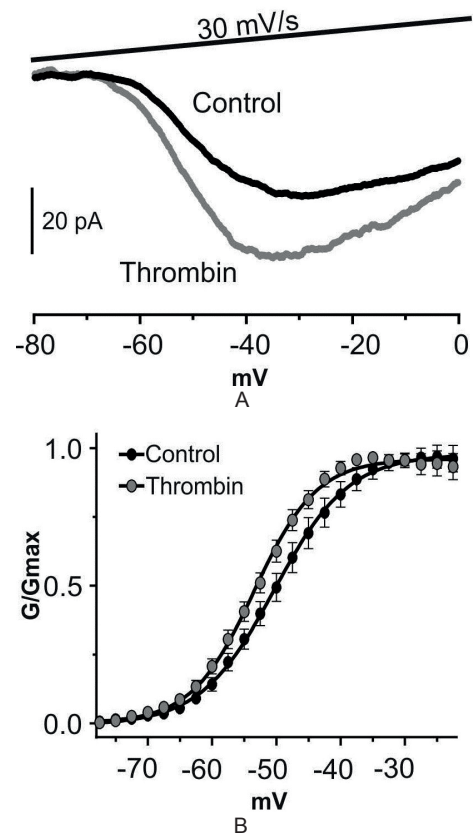 30 mV/s
Control
20 pA
Thrombin
-80 -60 -40 -20 0
mV
A
1.0
Control
Thrombin
G/Gmax
0.5
0.0
-70 -60 -50 -40 -30
mV
B